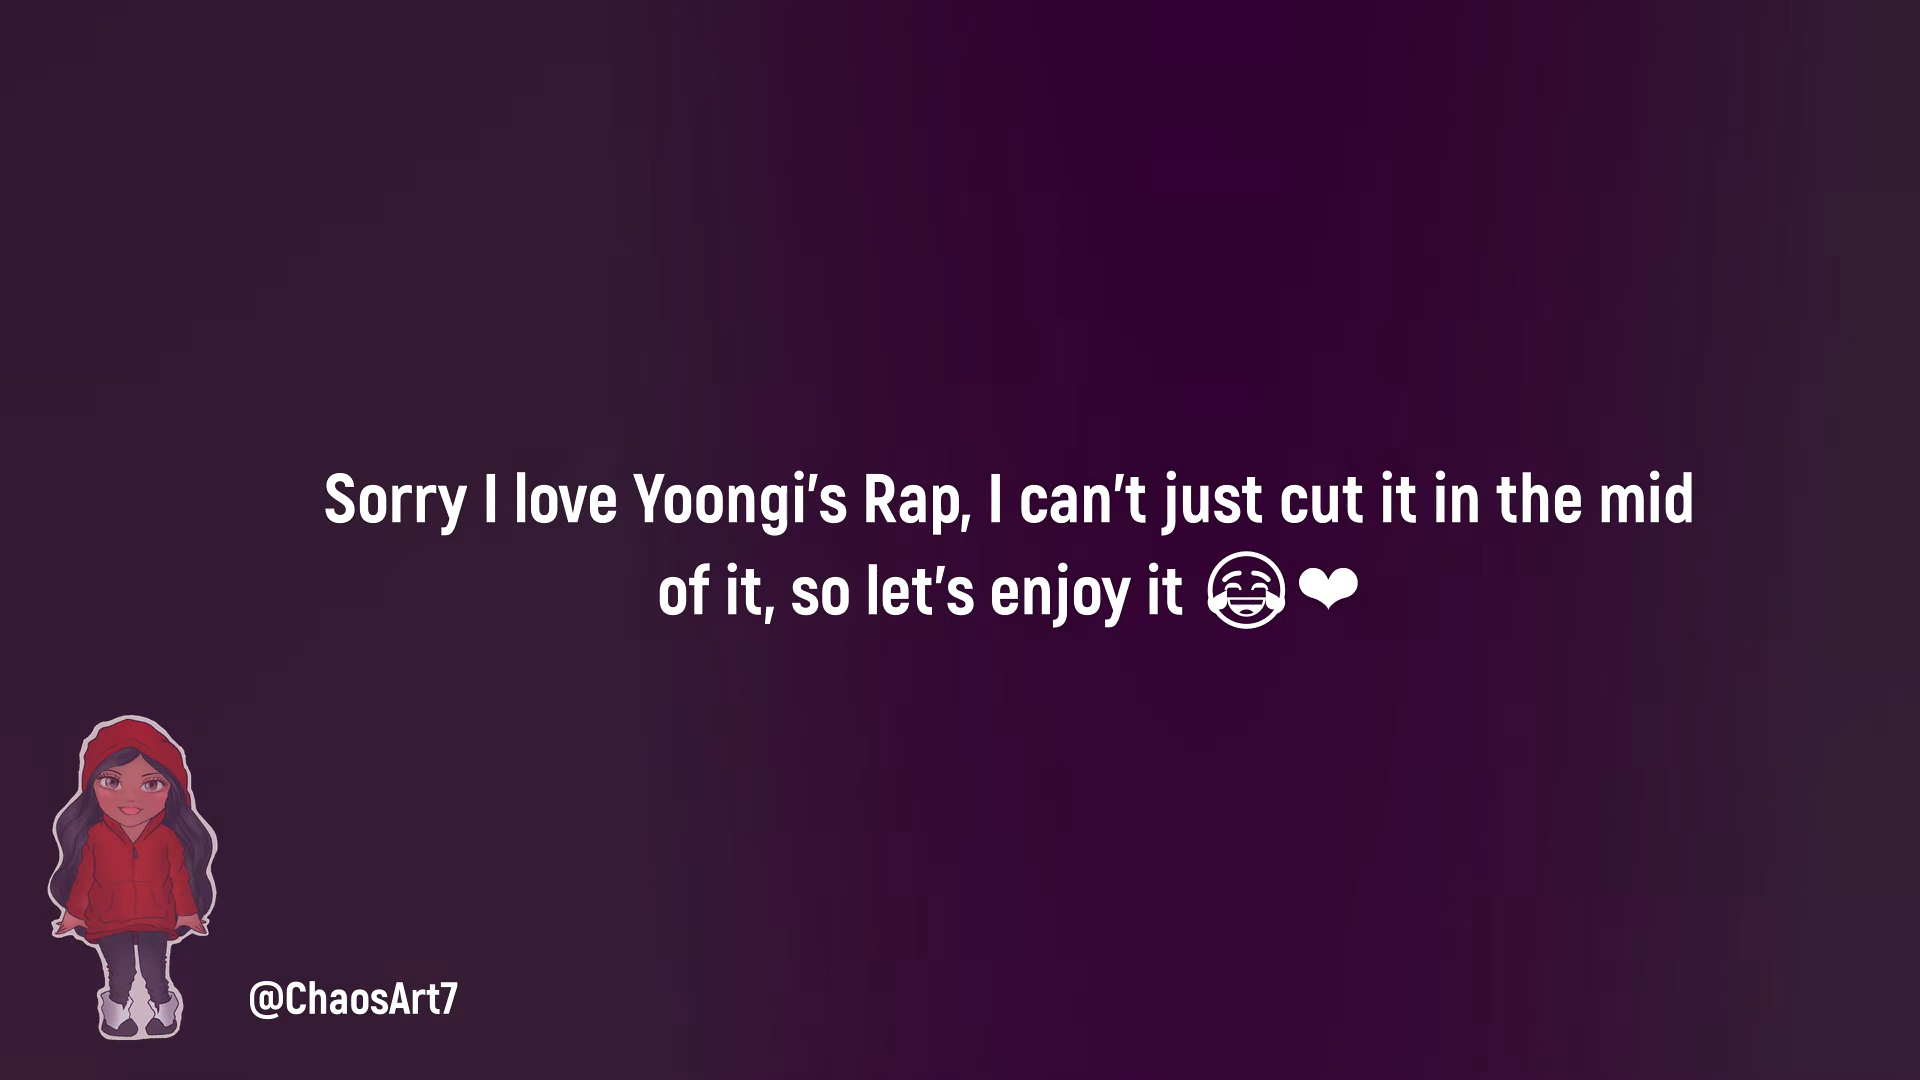 Sorry I love Yoongi's Rap, I can't just cut it in the mid
of it, so let's enjoy it 😂❤
@ChaosArt7